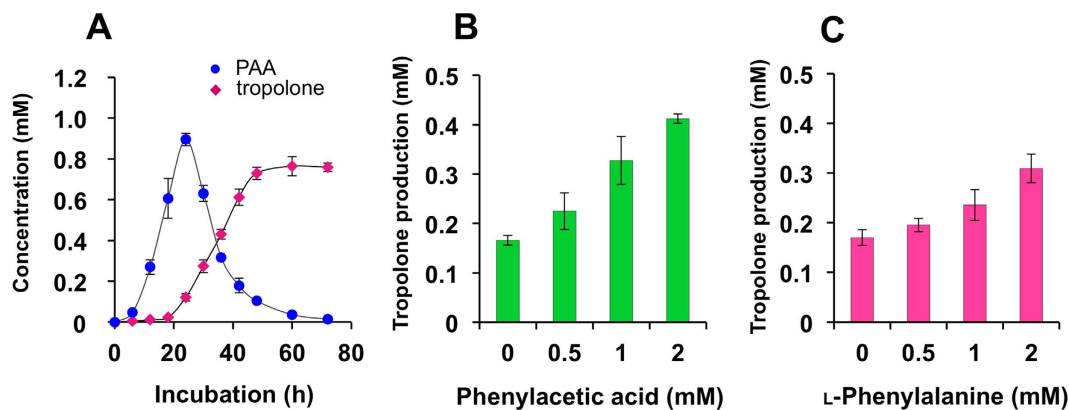 A
PAA
tropolone
Concentration (mM)
1.2
1.0
0.8
0.6
0.4
0.2
0
0 20 40 60 80
Incubation (h)
B
Tropolone production (mM)
0.5
0.4
0.3
0.2
0.1
0
0 0.5 1 2
Phenylacetic acid (mM)
C
Tropolone production (mM)
0.5
0.4
0.3
0.2
0.1
0
0 0.5 1 2
L-Phenylalanine (mM)